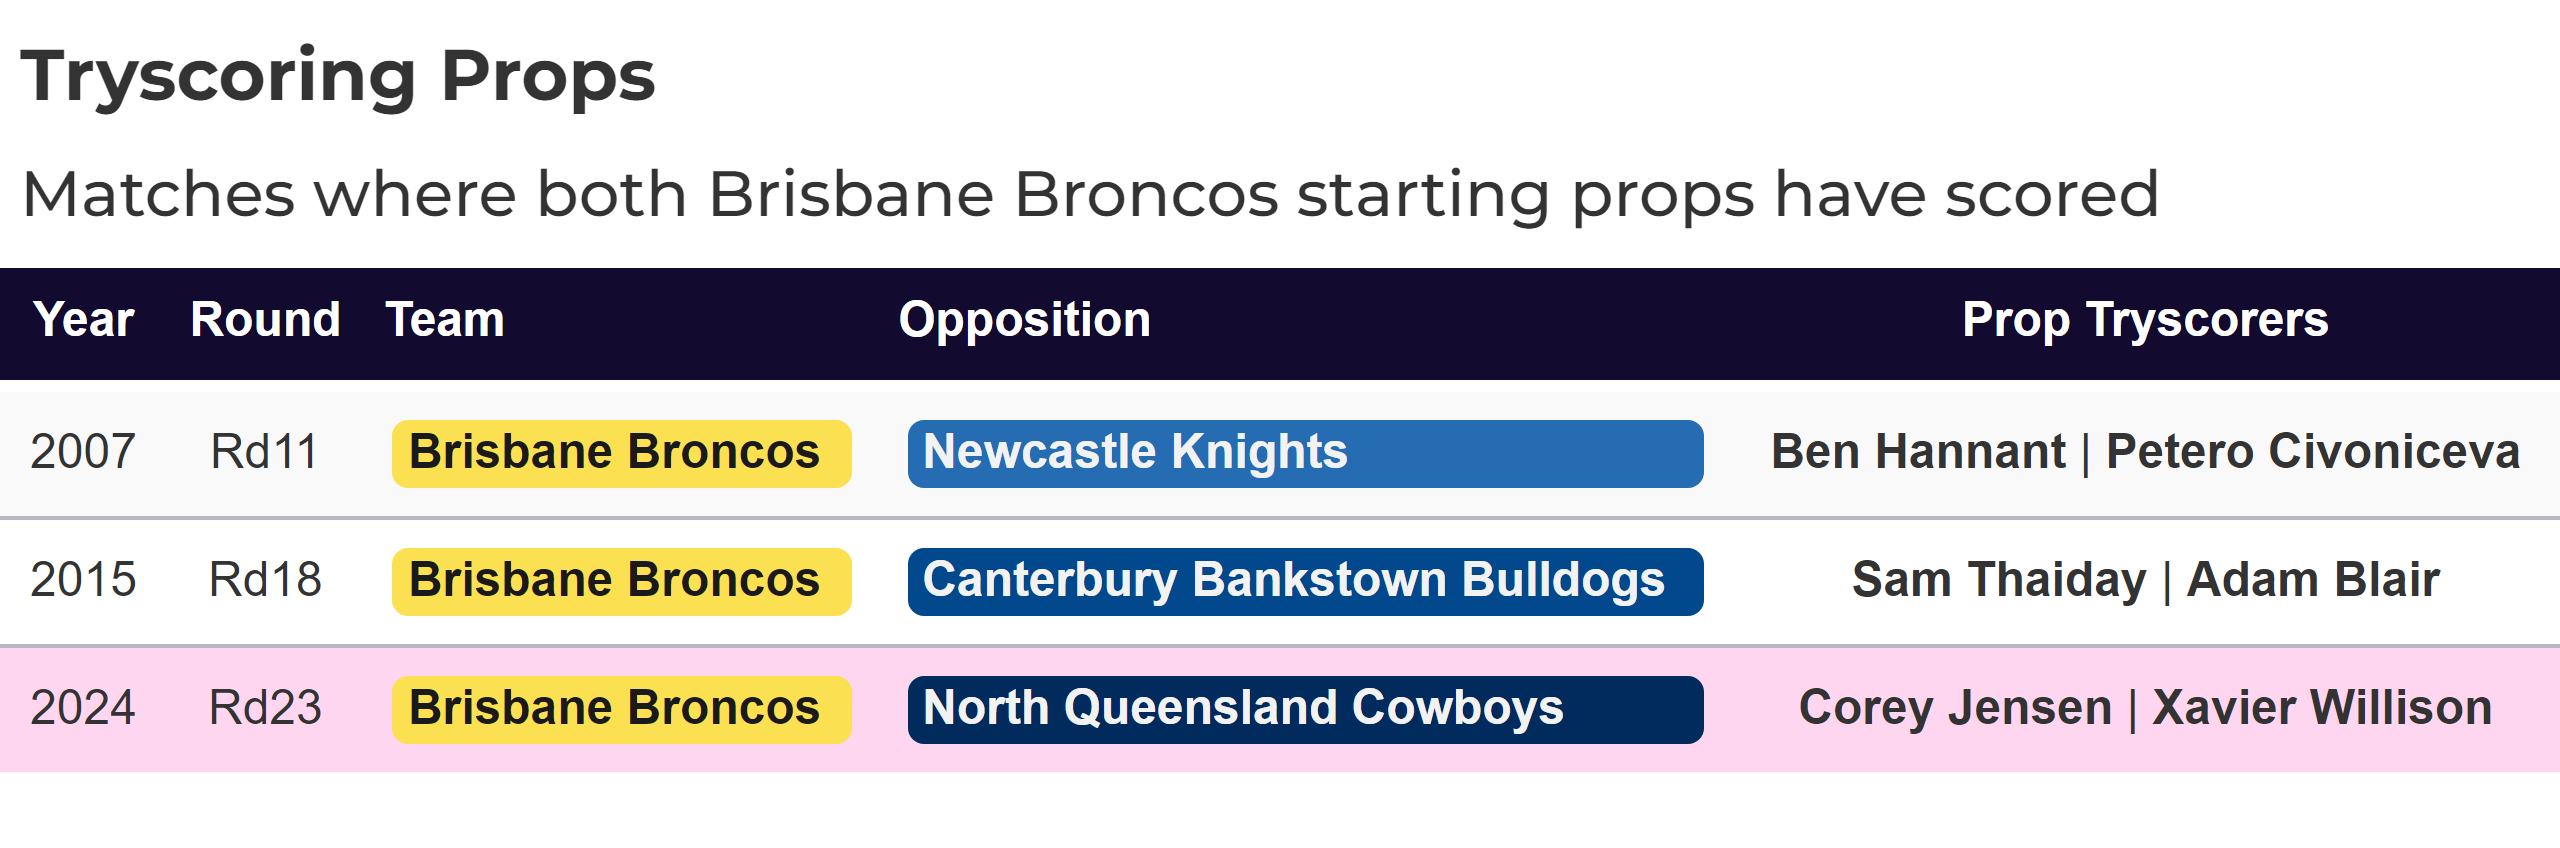 Tryscoring Props
Matches where both Brisbane Broncos starting props have scored
Year Round Team Opposition Prop Tryscorers
2007 Rd11 Brisbane Broncos Newcastle Knights Ben Hannant | Petero Civoniceva
2015 Rd18 Brisbane Broncos Canterbury Bankstown Bulldogs Sam Thaiday | Adam Blair
2024 Rd23 Brisbane Broncos North Queensland Cowboys Corey Jensen | Xavier Willison